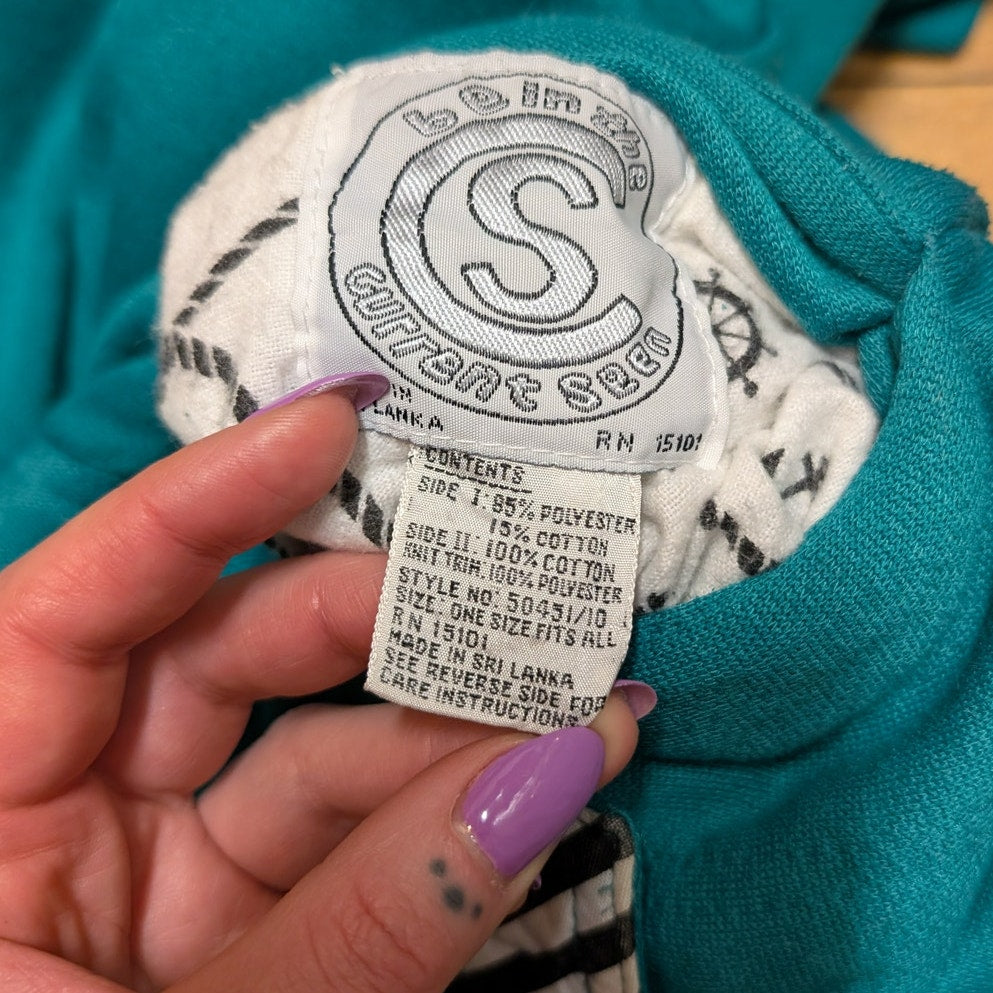 be in the
CS
current seen
LANKA
RN 15101
CONTENTS
SIDE I: 85% POLYESTER
15% COTTON
SIDE II: 100% COTTON
KNIT TRIM: 100% POLYESTER
STYLE NO: 50451/10
SIZE: ONE SIZE FITS ALL
RN 15101
MADE IN SRI LANKA
SEE REVERSE SIDE FOR
CARE INSTRUCTIONS